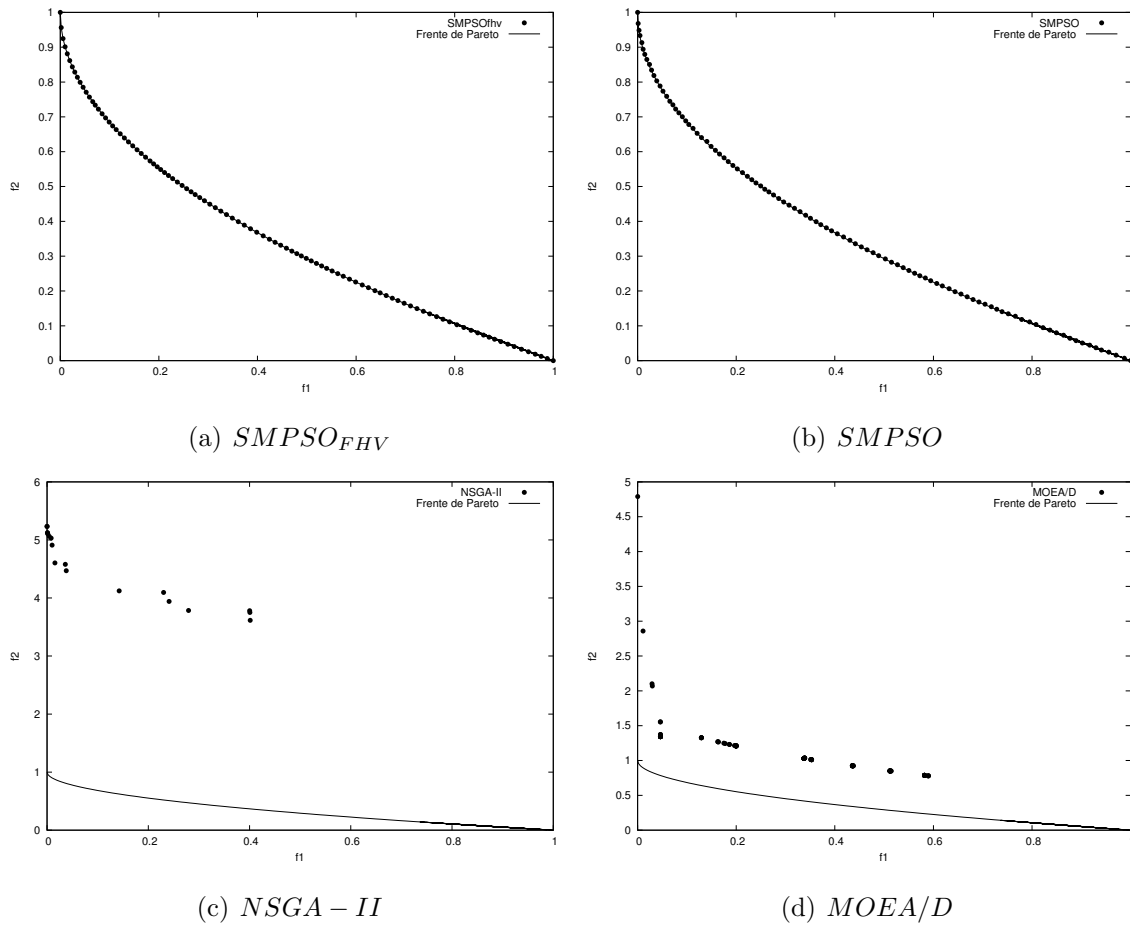 SMPSOfhv
Frente de Pareto
1
0.9
0.8
0.7
0.6
0.5
0.4
0.3
0.2
0.1
0
f2
0 0.2 0.4 0.6 0.8 1
f1
(a) SMPSO_FHV
SMPSO
Frente de Pareto
1
0.9
0.8
0.7
0.6
0.5
0.4
0.3
0.2
0.1
0
f2
0 0.2 0.4 0.6 0.8
f1
(b) SMPSO
NSGA-II
Frente de Pareto
6
5
4
3
2
1
0
f2
0 0.2 0.4 0.6 0.8 1
f1
(c) NSGA − II
MOEA/D
Frente de Pareto
5
4.5
4
3.5
3
2.5
2
1.5
1
0.5
0
f2
0 0.2 0.4 0.6 0.8
f1
(d) MOEA/D